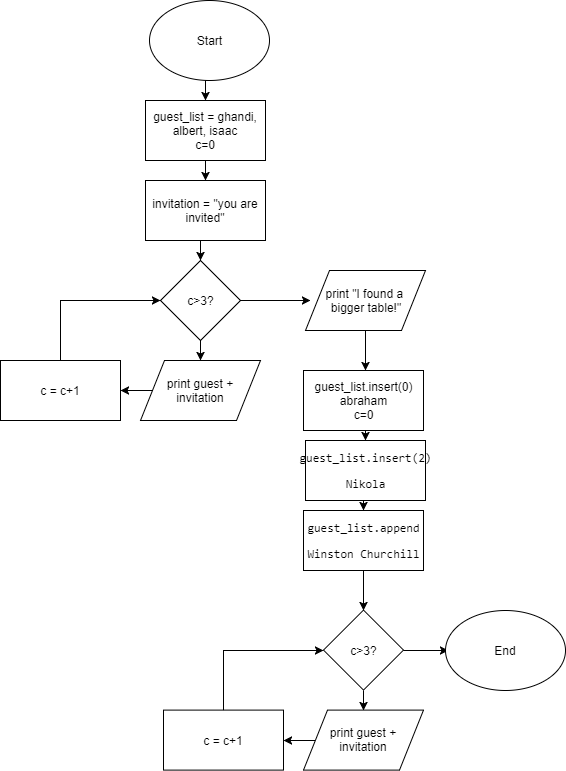 Start
guest_list = ghandi,
albert, isaac
c=0
invitation = "you are
invited"
c>3?
print "I found a
bigger table!"
c = c+1
print guest +
invitation
guest_list.insert(0)
abraham
c=0
guest_list.insert(2)
Nikola
guest_list.append
Winston Churchill
c>3?
End
c = c+1
print guest +
invitation